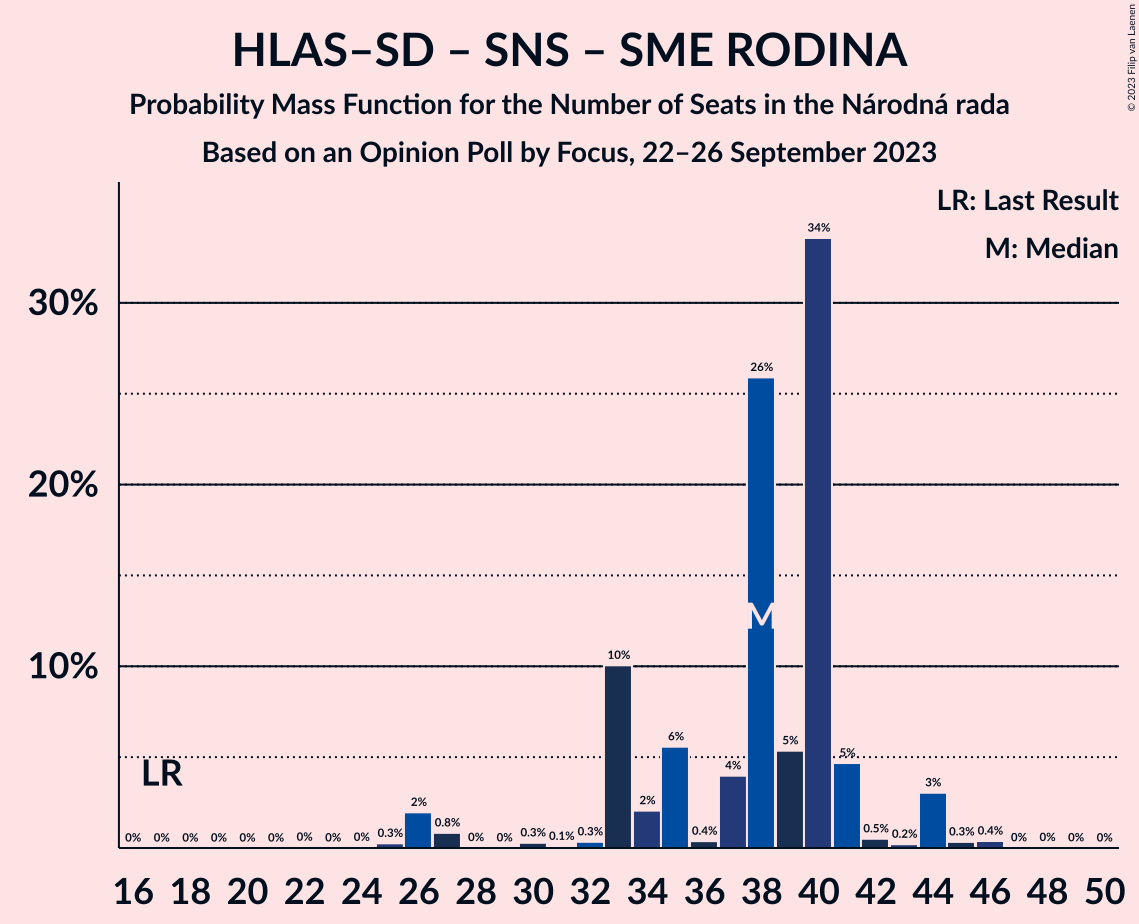 HLAS–SD – SNS – SME RODINA
Probability Mass Function for the Number of Seats in the Národná rada
Based on an Opinion Poll by Focus, 22–26 September 2023
© 2023 Filip van Laenen
LR: Last Result
M: Median
30%
20%
10%
LR
M
0% 0% 0% 0% 0% 0% 0% 0% 0% 0.3% 2% 0.8% 0% 0% 0.3% 0.1% 0.3% 10% 2% 6% 0.4% 4% 26% 5% 34% 5% 0.5% 0.2% 3% 0.3% 0.4% 0% 0% 0% 0%
16 18 20 22 24 26 28 30 32 34 36 38 40 42 44 46 48 50